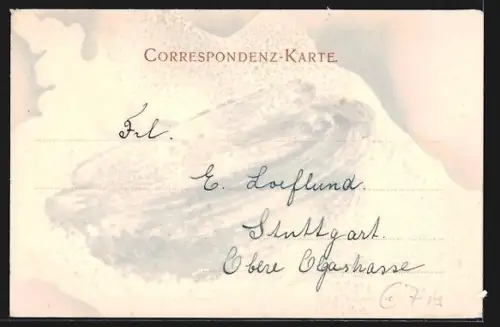 CORRESPONDENZ-KARTE.
Frl.
E. Loeflund.
Stuttgart.
Obere Olgastrasse